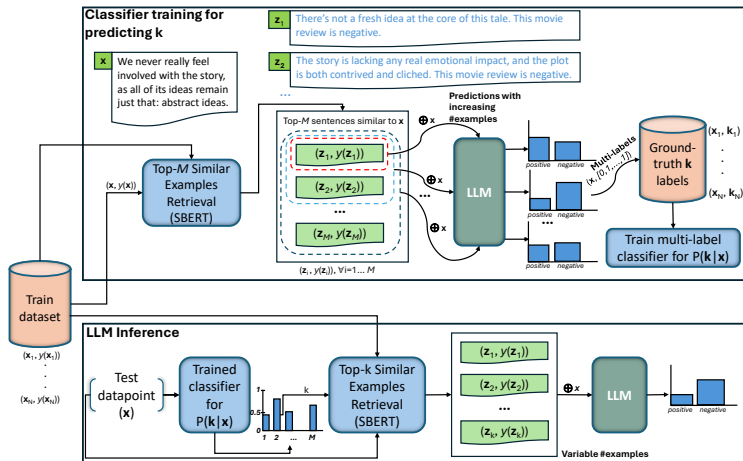 Classifier training for
predicting k
z1
There's not a fresh idea at the core of this tale. This movie
review is negative.
z2
The story is lacking any real emotional impact, and the plot
is both contrived and cliched. This movie review is negative.
...
x
We never really feel
involved with the story,
as all of its ideas remain
just that: abstract ideas.
Top-M Similar
Examples
Retrieval
(SBERT)
(x, y(x))
Top-M sentences similar to x
(z1, y(z1))
(z2, y(z2))
...
(zM, y(zM))
(zi, y(zi)), ∀i=1... M
Predictions with
increasing
#examples
⊕ x
⊕ x
...
⊕ x
LLM
positive negative
positive negative
...
positive negative
Multi-labels
(x, {0,1,...,1})
Ground-
truth k
labels
(x1, k1)
.
.
.
(xN, kN)
Train multi-label
classifier for P(k|x)
Train
dataset
(x1, y(x1))
.
.
.
(xN, y(xN))
LLM Inference
Test
datapoint
(x)
Trained
classifier
for
P(k|x)
1
0.5
0
1 2 ... M
k
Top-k Similar
Examples
Retrieval
(SBERT)
(z1, y(z1))
(z2, y(z2))
...
(zk, y(zk))
Variable #examples
⊕ x
LLM
positive negative